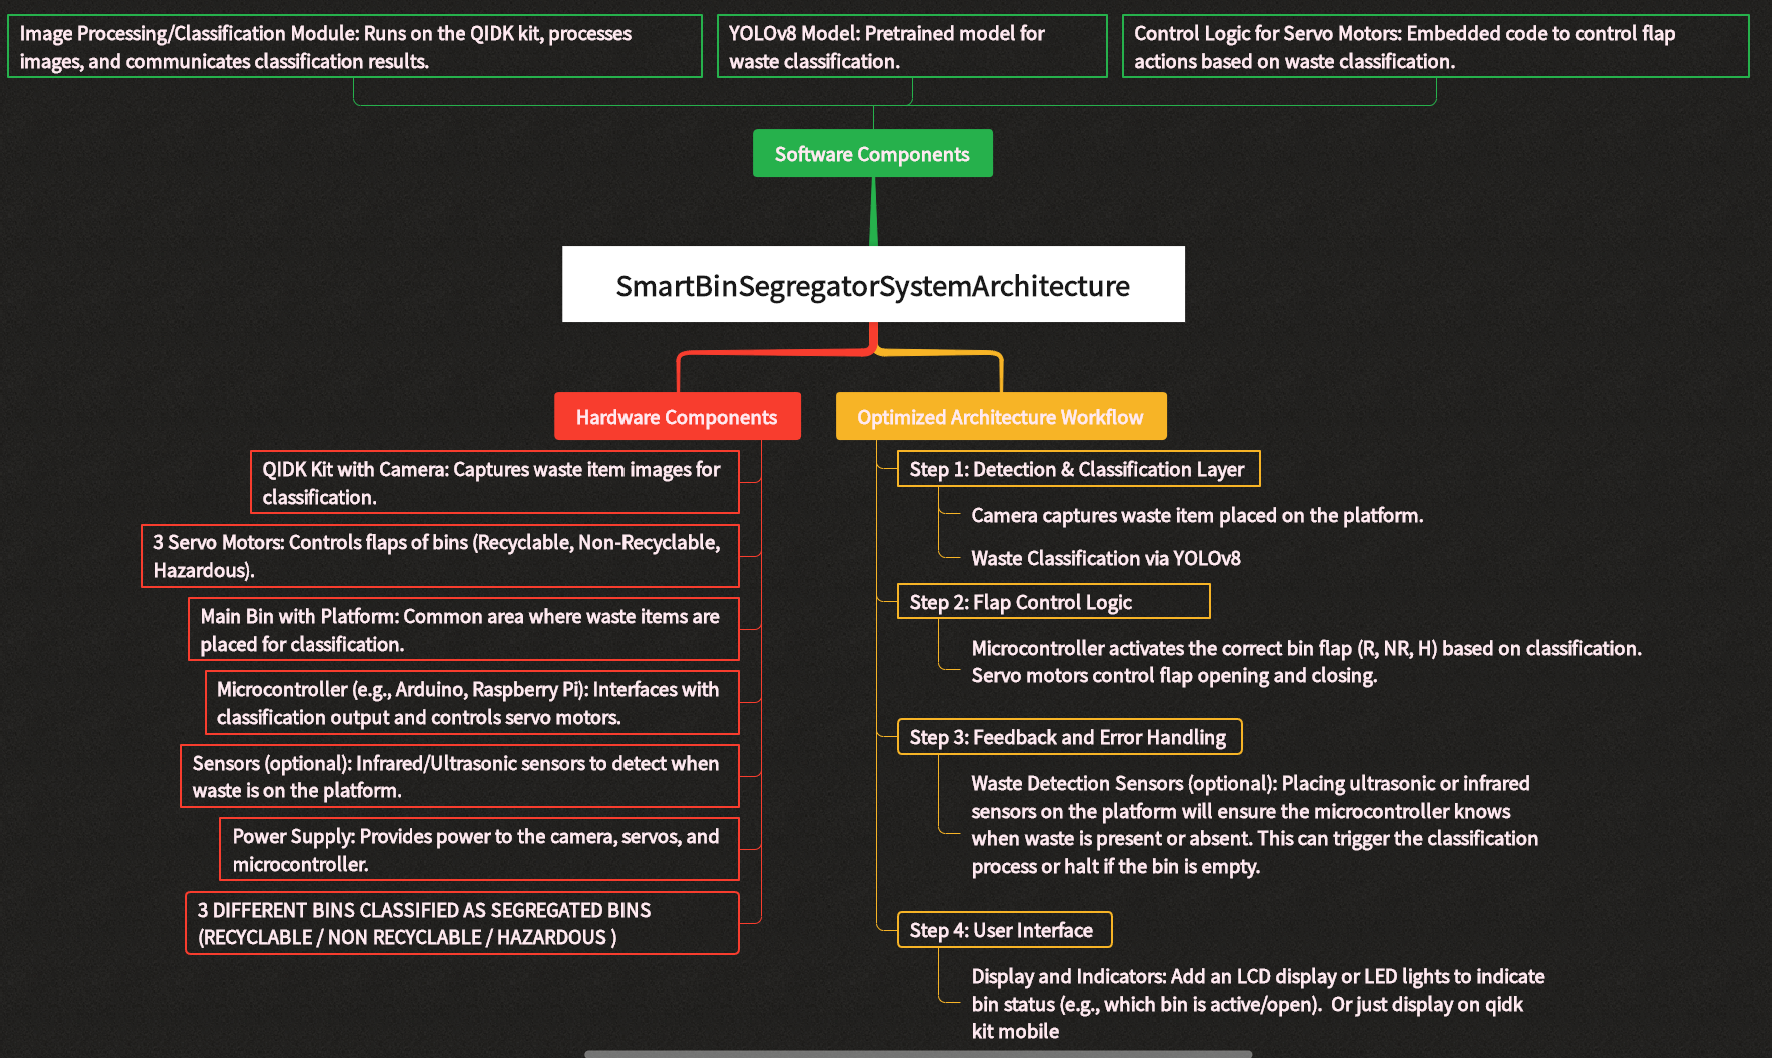 Image Processing/Classification Module: Runs on the QIDK kit, processes
images, and communicates classification results.
YOLOv8 Model: Pretrained model for
waste classification.
Control Logic for Servo Motors: Embedded code to control flap
actions based on waste classification.
Software Components
SmartBinSegregatorSystemArchitecture
Hardware Components
QIDK Kit with Camera: Captures waste item images for
classification.
3 Servo Motors: Controls flaps of bins (Recyclable, Non-Recyclable,
Hazardous).
Main Bin with Platform: Common area where waste items are
placed for classification.
Microcontroller (e.g., Arduino, Raspberry Pi): Interfaces with
classification output and controls servo motors.
Sensors (optional): Infrared/Ultrasonic sensors to detect when
waste is on the platform.
Power Supply: Provides power to the camera, servos, and
microcontroller.
3 DIFFERENT BINS CLASSIFIED AS SEGREGATED BINS
(RECYCLABLE / NON RECYCLABLE / HAZARDOUS )
Optimized Architecture Workflow
Step 1: Detection & Classification Layer
Camera captures waste item placed on the platform.
Waste Classification via YOLOv8
Step 2: Flap Control Logic
Microcontroller activates the correct bin flap (R, NR, H) based on classification.
Servo motors control flap opening and closing.
Step 3: Feedback and Error Handling
Waste Detection Sensors (optional): Placing ultrasonic or infrared
sensors on the platform will ensure the microcontroller knows
when waste is present or absent. This can trigger the classification
process or halt if the bin is empty.
Step 4: User Interface
Display and Indicators: Add an LCD display or LED lights to indicate
bin status (e.g., which bin is active/open).  Or just display on qidk
kit mobile